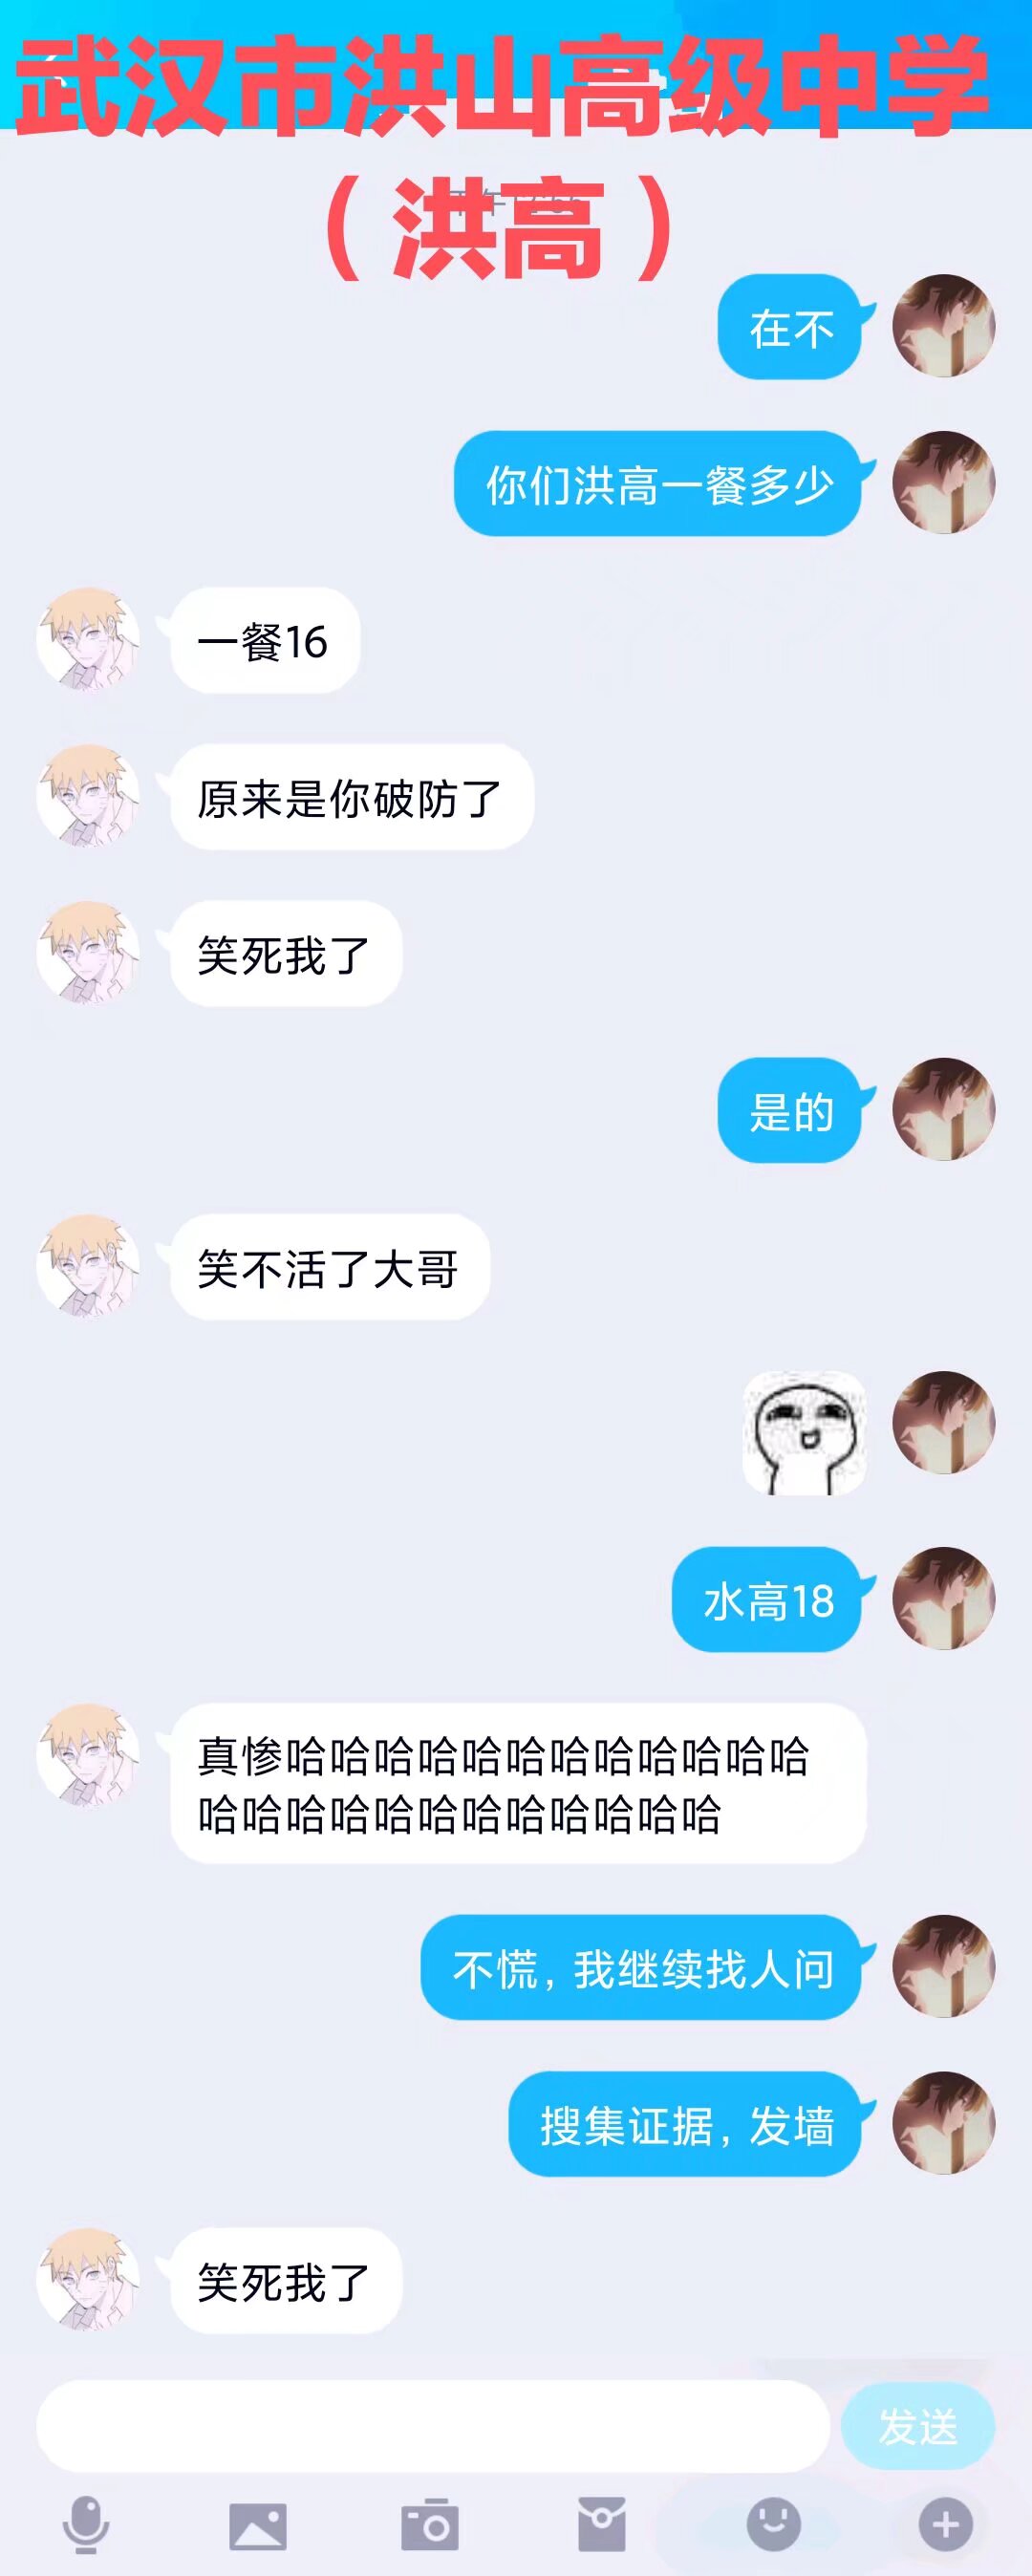 武汉市洪山高级中学
（洪高）
在不
你们洪高一餐多少
一餐16
原来是你破防了
笑死我了
是的
笑不活了大哥
水高18
真惨哈哈哈哈哈哈哈哈哈哈哈哈
哈哈哈哈哈哈哈哈哈哈哈哈
不慌，我继续找人问
搜集证据，发墙
笑死我了
发送